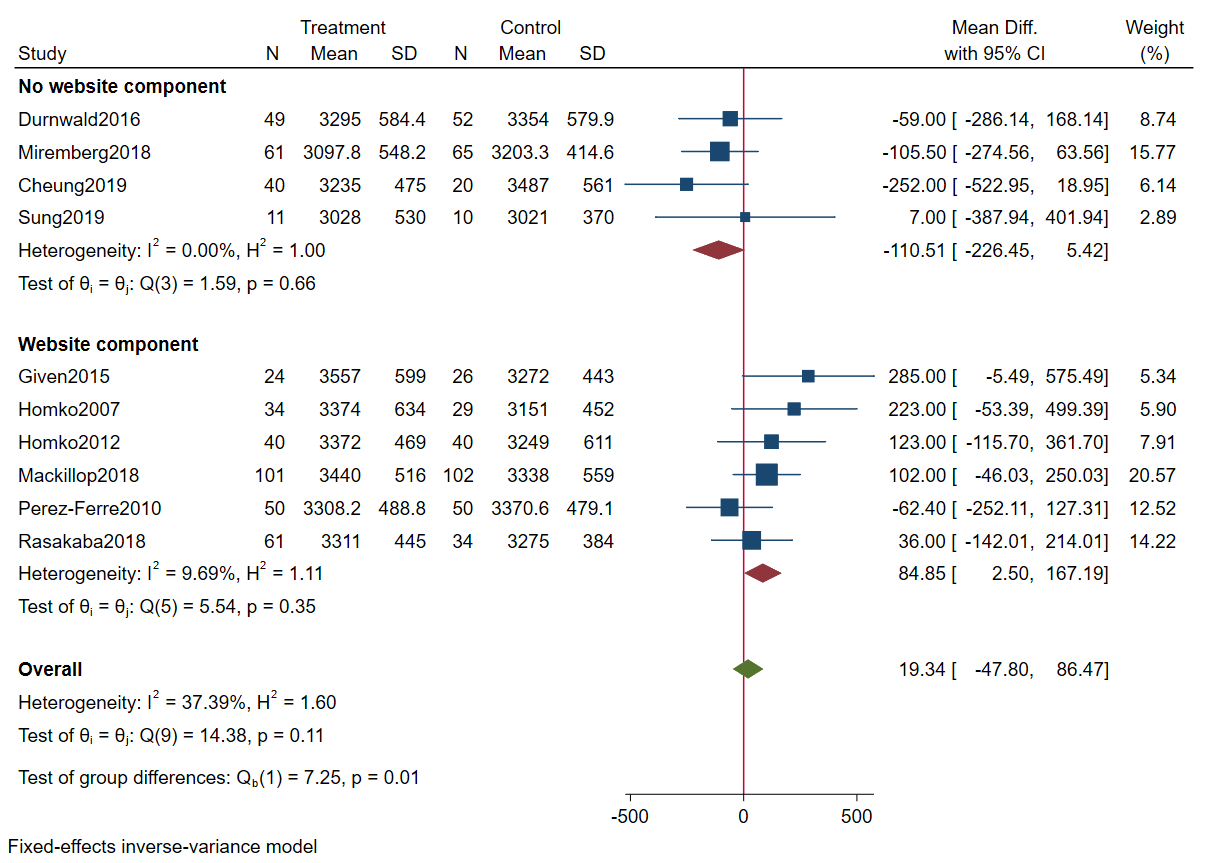 Treatment Control Mean Diff. Weight
Study N Mean SD N Mean SD with 95% CI (%)
No website component
Durnwald2016 49 3295 584.4 52 3354 579.9 -59.00 [ -286.14, 168.14] 8.74
Miremberg2018 61 3097.8 548.2 65 3203.3 414.6 -105.50 [ -274.56, 63.56] 15.77
Cheung2019 40 3235 475 20 3487 561 -252.00 [ -522.95, 18.95] 6.14
Sung2019 11 3028 530 10 3021 370 7.00 [ -387.94, 401.94] 2.89
Heterogeneity: I² = 0.00%, H² = 1.00 -110.51 [ -226.45, 5.42]
Test of θᵢ = θⱼ: Q(3) = 1.59, p = 0.66
Website component
Given2015 24 3557 599 26 3272 443 285.00 [ -5.49, 575.49] 5.34
Homko2007 34 3374 634 29 3151 452 223.00 [ -53.39, 499.39] 5.90
Homko2012 40 3372 469 40 3249 611 123.00 [ -115.70, 361.70] 7.91
Mackillop2018 101 3440 516 102 3338 559 102.00 [ -46.03, 250.03] 20.57
Perez-Ferre2010 50 3308.2 488.8 50 3370.6 479.1 -62.40 [ -252.11, 127.31] 12.52
Rasakaba2018 61 3311 445 34 3275 384 36.00 [ -142.01, 214.01] 14.22
Heterogeneity: I² = 9.69%, H² = 1.11 84.85 [ 2.50, 167.19]
Test of θᵢ = θⱼ: Q(5) = 5.54, p = 0.35
Overall 19.34 [ -47.80, 86.47]
Heterogeneity: I² = 37.39%, H² = 1.60
Test of θᵢ = θⱼ: Q(9) = 14.38, p = 0.11
Test of group differences: Q_b(1) = 7.25, p = 0.01
-500 0 500
Fixed-effects inverse-variance model